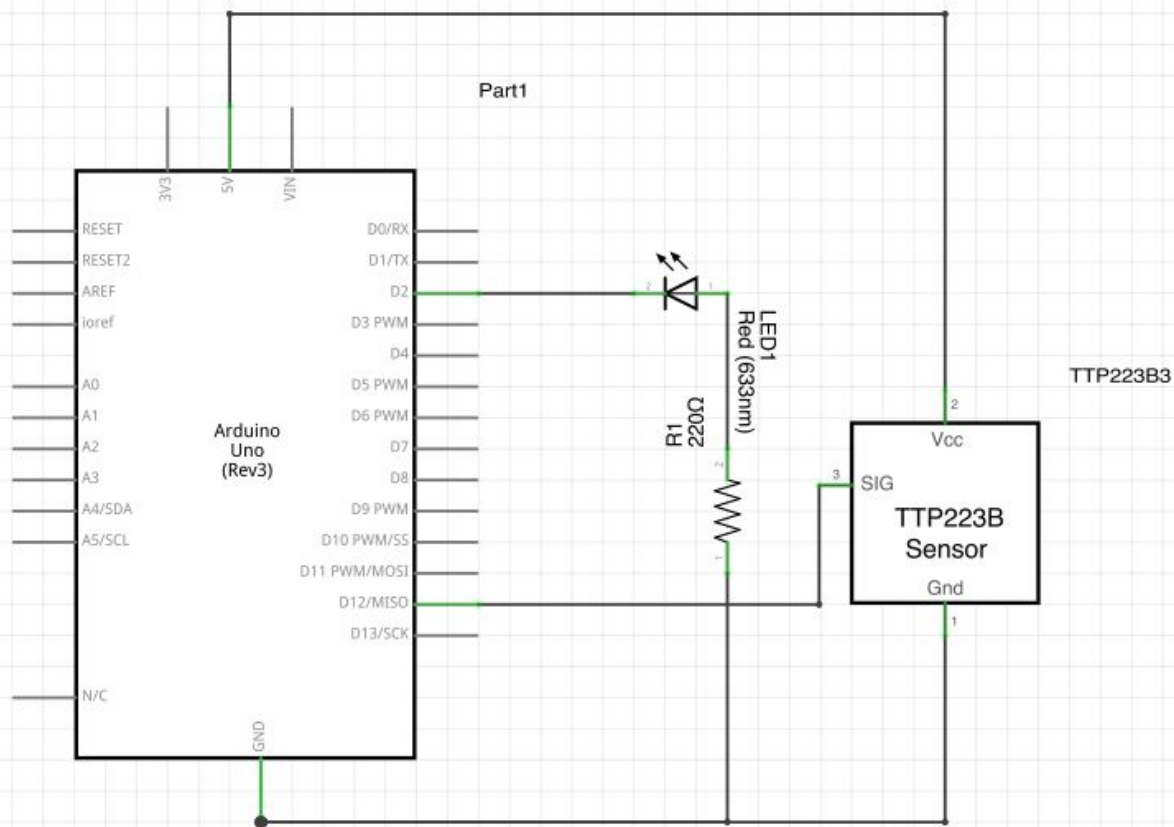 Part1
3V3
5V
VIN
RESET
RESET2
AREF
ioref
A0
A1
A2
A3
A4/SDA
A5/SCL
N/C
Arduino
Uno
(Rev3)
D0/RX
D1/TX
D2
D3 PWM
D4
D5 PWM
D6 PWM
D7
D8
D9 PWM
D10 PWM/SS
D11 PWM/MOSI
D12/MISO
D13/SCK
GND
2
1
LED1
Red (633nm)
R1
220Ω
2
1
TTP223B3
2
Vcc
3
SIG
TTP223B
Sensor
Gnd
1